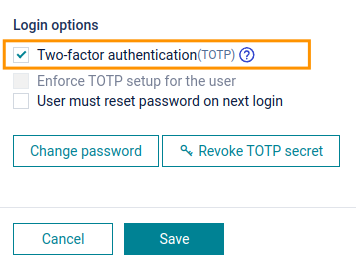 Login options
Two-factor authentication(TOTP) ?
Enforce TOTP setup for the user
User must reset password on next login
Change password Revoke TOTP secret
Cancel Save